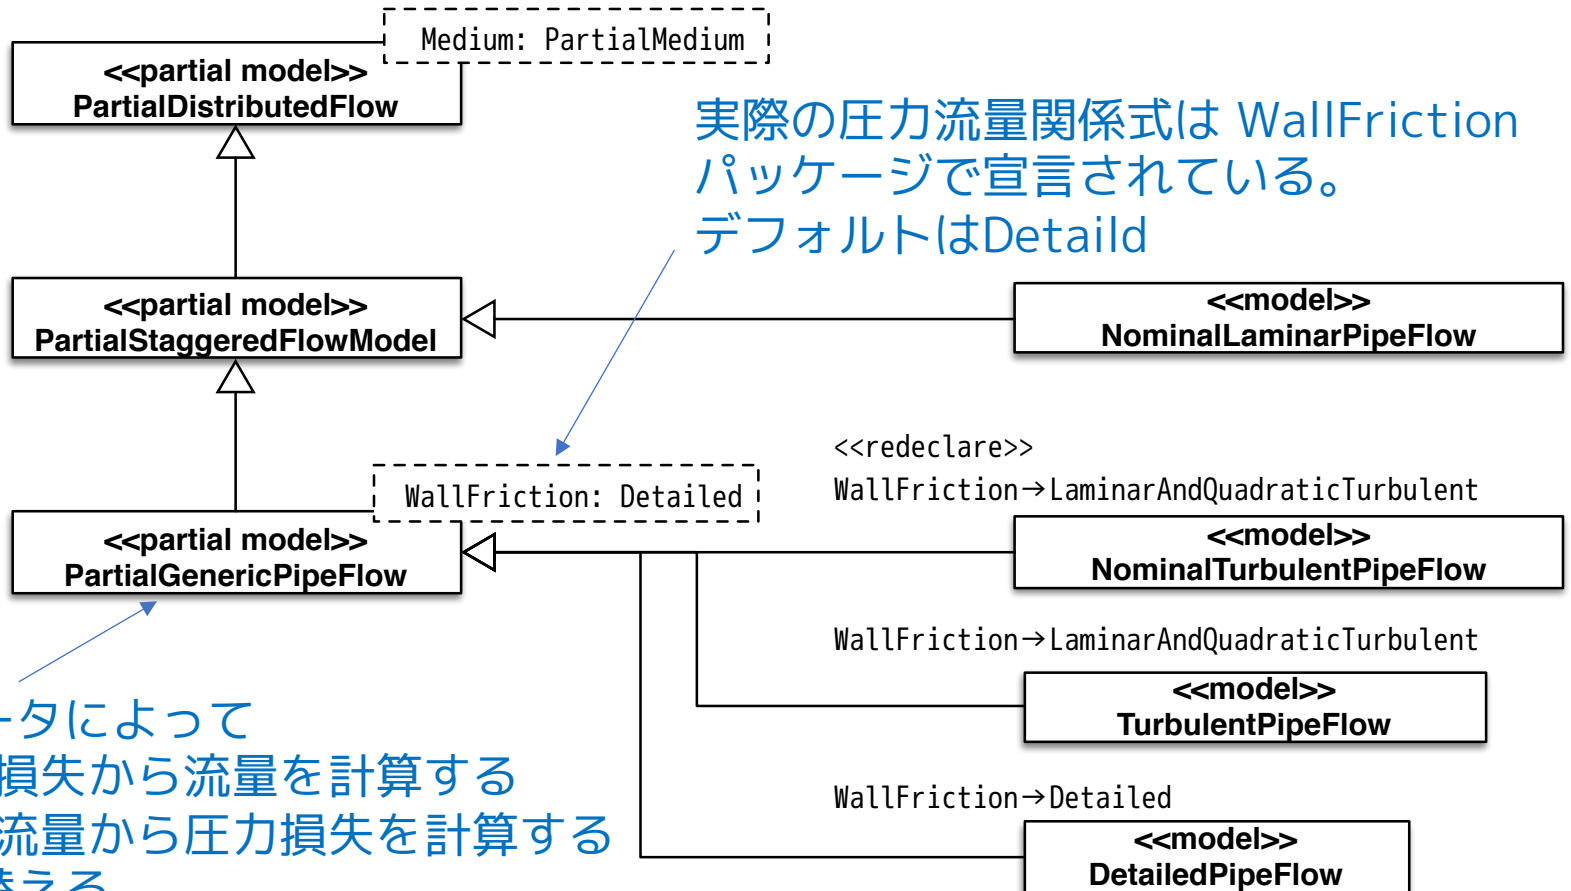 Medium: PartialMedium
<<partial model>>
PartialDistributedFlow
実際の圧力流量関係式は WallFriction
パッケージで宣言されている。
デフォルトはDetaild
<<partial model>>
PartialStaggeredFlowModel
<<model>>
NominalLaminarPipeFlow
<<redeclare>>
WallFriction→LaminarAndQuadraticTurbulent
WallFriction: Detailed
<<partial model>>
PartialGenericPipeFlow
<<model>>
NominalTurbulentPipeFlow
WallFriction→LaminarAndQuadraticTurbulent
<<model>>
TurbulentPipeFlow
ータによって
損失から流量を計算する
流量から圧力損失を計算する
替える
WallFriction→Detailed
<<model>>
DetailedPipeFlow